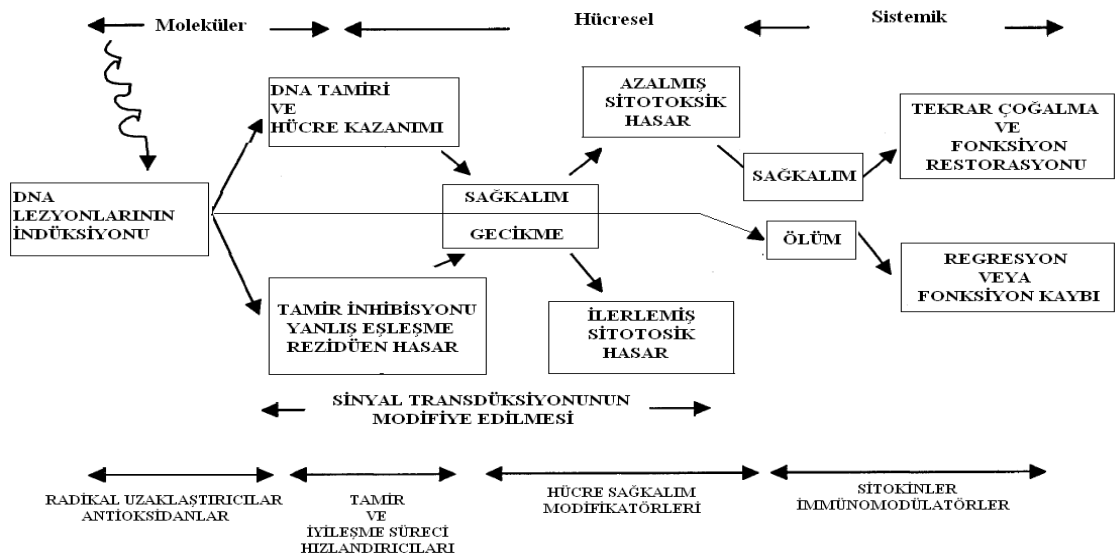 Moleküler
Hücresel
Sistemik
DNA TAMİRİ
VE
HÜCRE KAZANIMI
AZALMIŞ
SİTOTOKSİK
HASAR
TEKRAR ÇOĞALMA
VE
FONKSİYON
RESTORASYONU
DNA
LEZYONLARININ
İNDÜKSİYONU
SAĞKALIM
GECİKME
SAĞKALIM
ÖLÜM
REGRESYON
VEYA
FONKSİYON KAYBI
TAMİR İNHİBİSYONU
YANLIŞ EŞLEŞME
REZİDÜEN HASAR
İLERLEMİŞ
SİTOTOSİK
HASAR
SİNYAL TRANSDÜKSİYONUNUN
MODİFİYE EDİLMESİ
RADİKAL UZAKLAŞTIRICILAR
ANTİOKSİDANLAR
TAMİR
VE
İYİLEŞME SÜRECİ
HIZLANDIRICILARI
HÜCRE SAĞKALIM
MODİFİKATÖRLERİ
SİTOKİNLER
İMMÜNOMODÜLATÖRLER